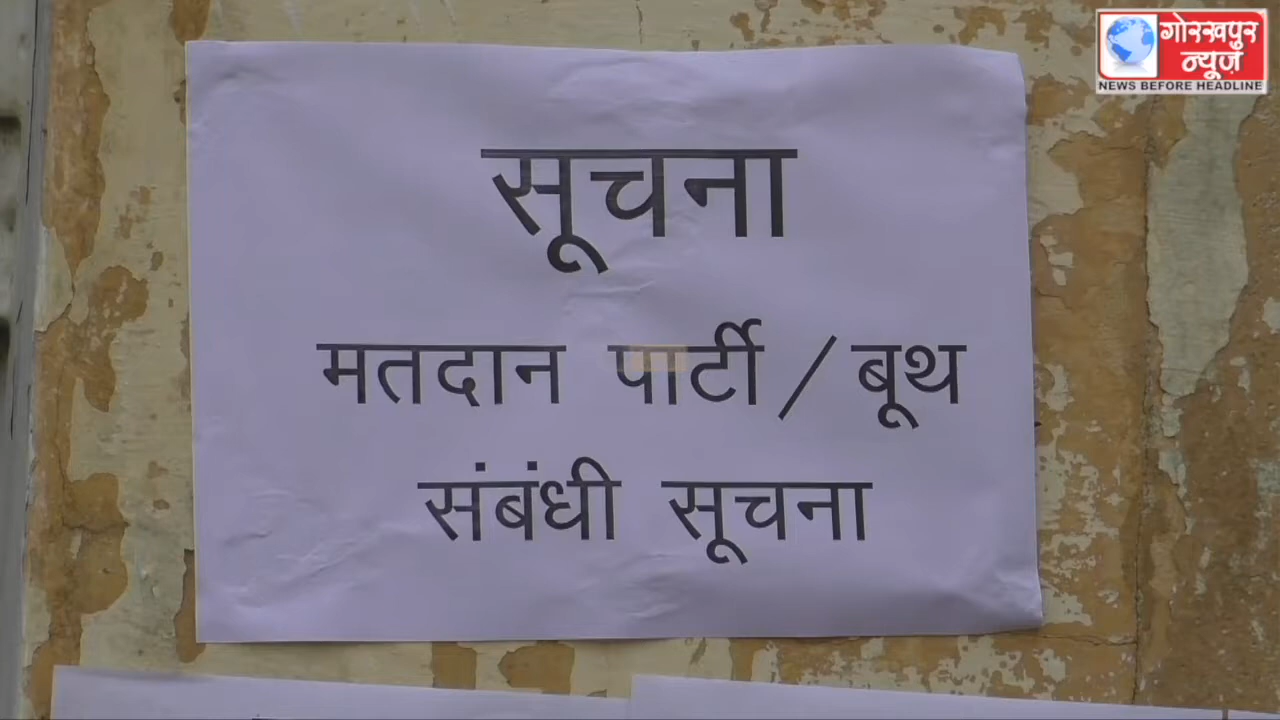 गोरखपुर
न्यूज़
NEWS BEFORE HEADLINE
सूचना
मतदान पार्टी / बूथ
संबंधी सूचना